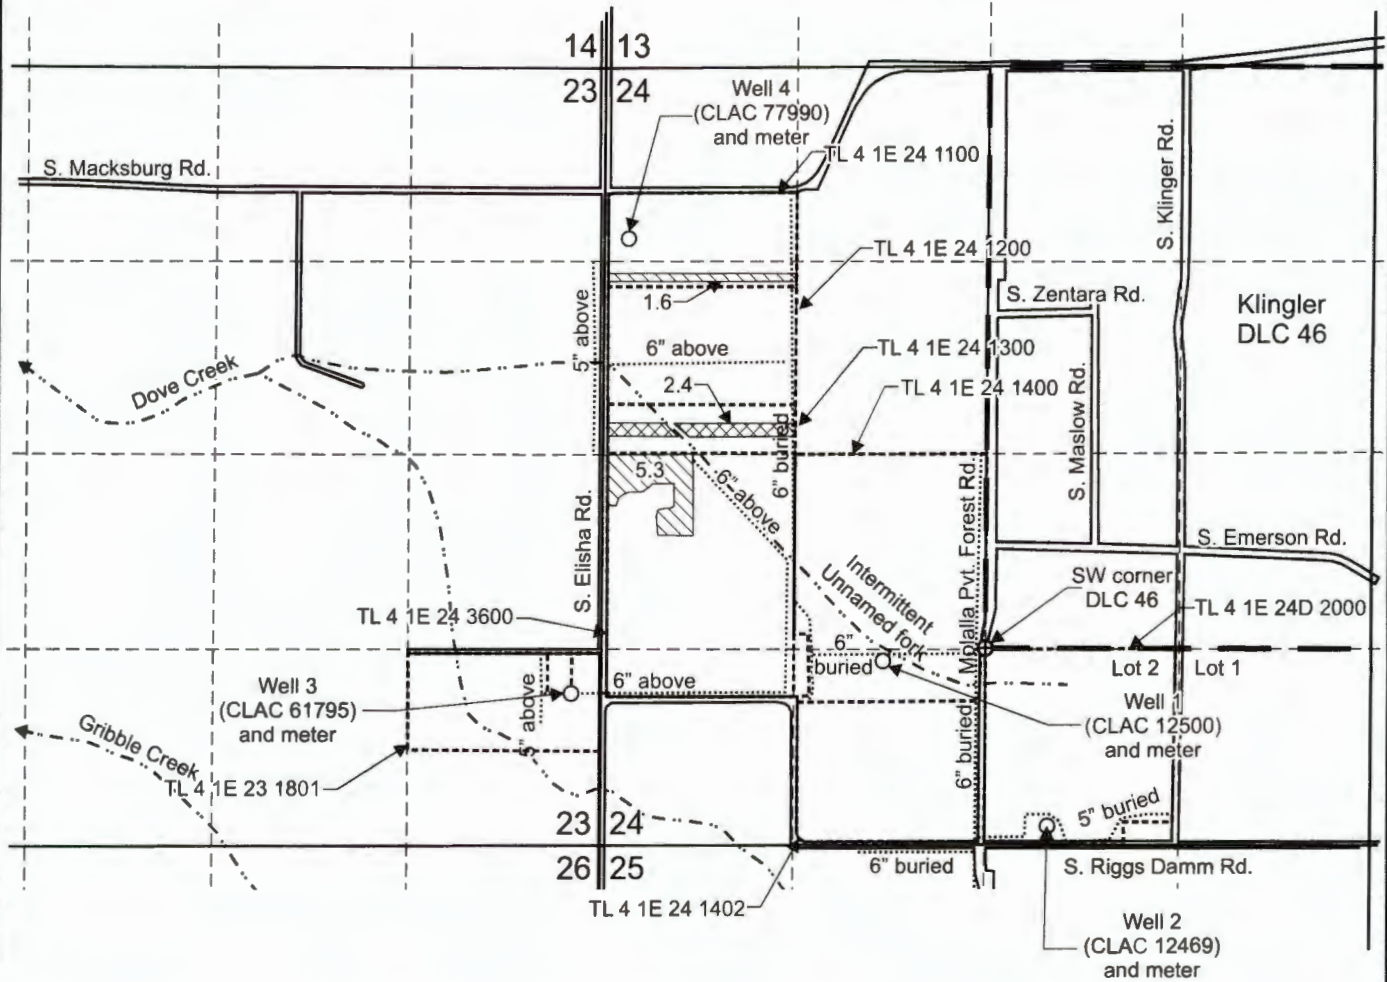 14 13
23 24
Well 4
(CLAC 77990)
and meter
TL 4 1E 24 1100
S. Macksburg Rd.
S. Klinger Rd.
TL 4 1E 24 1200
S. Zentara Rd.
1.6
Klingler
DLC 46
5" above
6" above
TL 4 1E 24 1300
Dove Creek
2.4
TL 4 1E 24 1400
S. Maslow Rd.
6" buried
5.3
6" above
S. Elisha Rd.
Molalla Pvt. Forest Rd.
S. Emerson Rd.
Intermittent
Unnamed fork
SW corner
DLC 46
TL 4 1E 24D 2000
TL 4 1E 24 3600
6"
buried
Lot 2 Lot 1
Well 3
(CLAC 61795)
and meter
6" above
5" above
Well 1
(CLAC 12500)
and meter
Gribble Creek
6" buried
TL 4 1E 23 1801
5" buried
23 24
26 25
6" buried
S. Riggs Damm Rd.
TL 4 1E 24 1402
Well 2
(CLAC 12469)
and meter